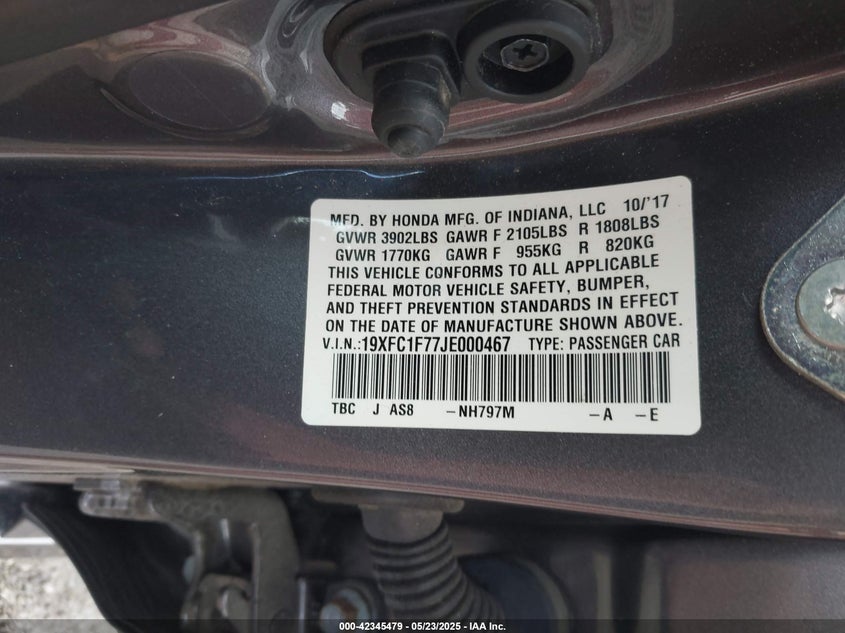 MFD. BY HONDA MFG. OF INDIANA, LLC 10/'17
GVWR 3902LBS GAWR F 2105LBS R 1808LBS
GVWR 1770KG GAWR F 955KG R 820KG
THIS VEHICLE CONFORMS TO ALL APPLICABLE
FEDERAL MOTOR VEHICLE SAFETY, BUMPER,
AND THEFT PREVENTION STANDARDS IN EFFECT
ON THE DATE OF MANUFACTURE SHOWN ABOVE.
V.I.N.:19XFC1F77JE000467 TYPE: PASSENGER CAR
TBC J AS8 –NH797M –A –E
000-42345479 — 05/23/2025 — IAA Inc.